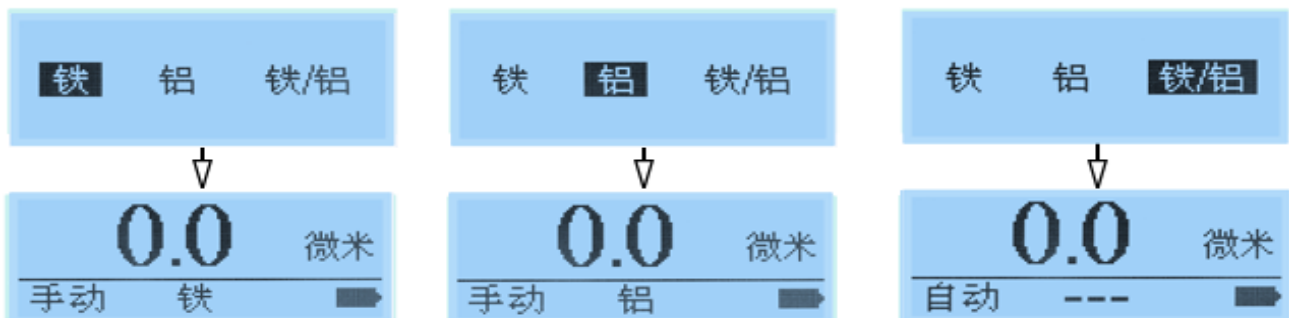 铁 铝 铁/铝
铁 铝 铁/铝
铁 铝 铁/铝
0.0 微米
手动 铁
0.0 微米
手动 铝
0.0 微米
自动 ---